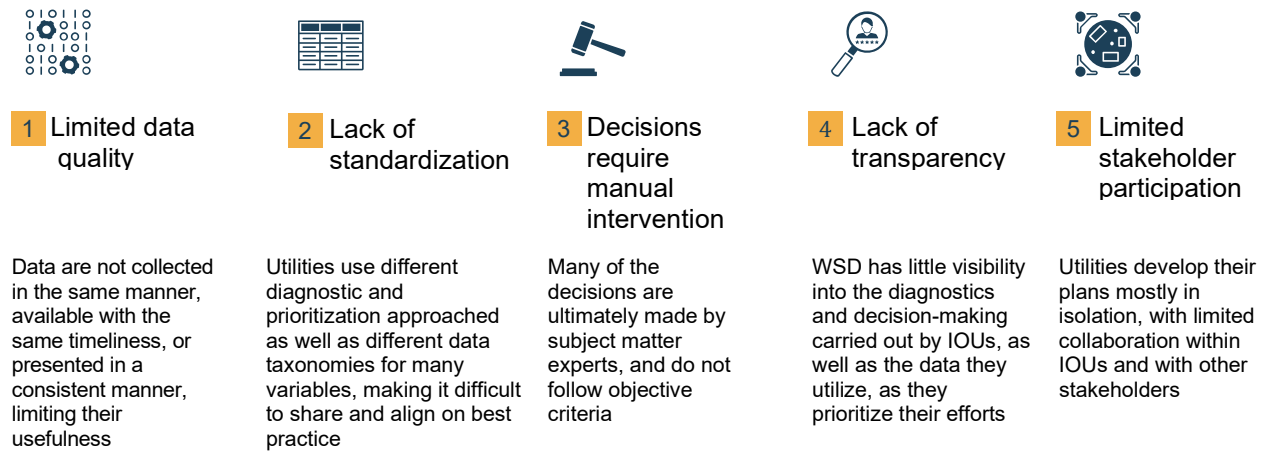 1 Limited data
quality
Data are not collected
in the same manner,
available with the
same timeliness, or
presented in a
consistent manner,
limiting their
usefulness
2 Lack of
standardization
Utilities use different
diagnostic and
prioritization approached
as well as different data
taxonomies for many
variables, making it difficult
to share and align on best
practice
3 Decisions
require
manual
intervention
Many of the
decisions are
ultimately made by
subject matter
experts, and do not
follow objective
criteria
4 Lack of
transparency
WSD has little visibility
into the diagnostics
and decision-making
carried out by IOUs, as
well as the data they
utilize, as they
prioritize their efforts
5 Limited
stakeholder
participation
Utilities develop their
plans mostly in
isolation, with limited
collaboration within
IOUs and with other
stakeholders